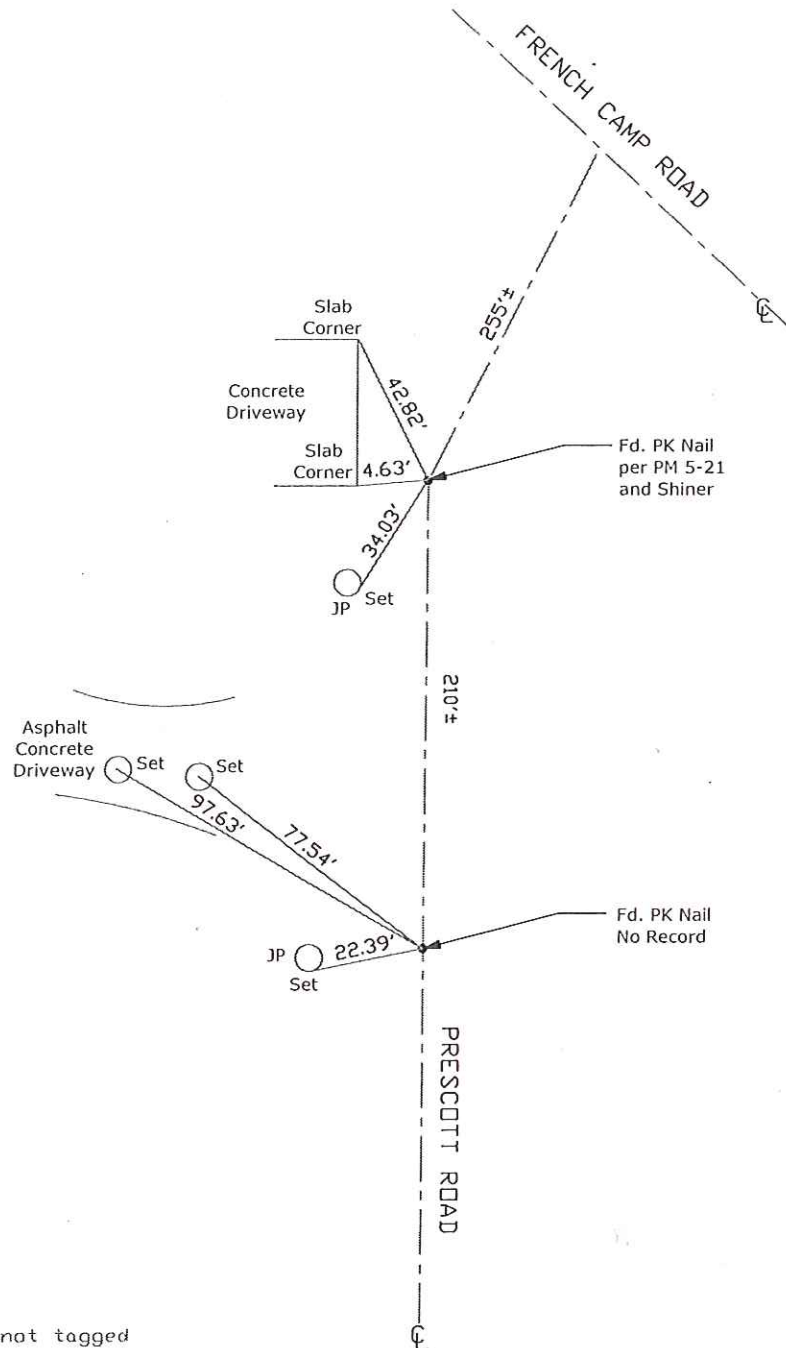 FRENCH CAMP ROAD
℄
255'±
Slab
Corner
42.82'
Concrete
Driveway
Slab
Corner
4.63'
Fd. PK Nail
per PM 5-21
and Shiner
34.03'
JP
Set
210'±
Asphalt
Concrete
Driveway
Set
Set
97.63'
77.54'
Fd. PK Nail
No Record
JP
22.39'
Set
PRESCOTT ROAD
not tagged
℄